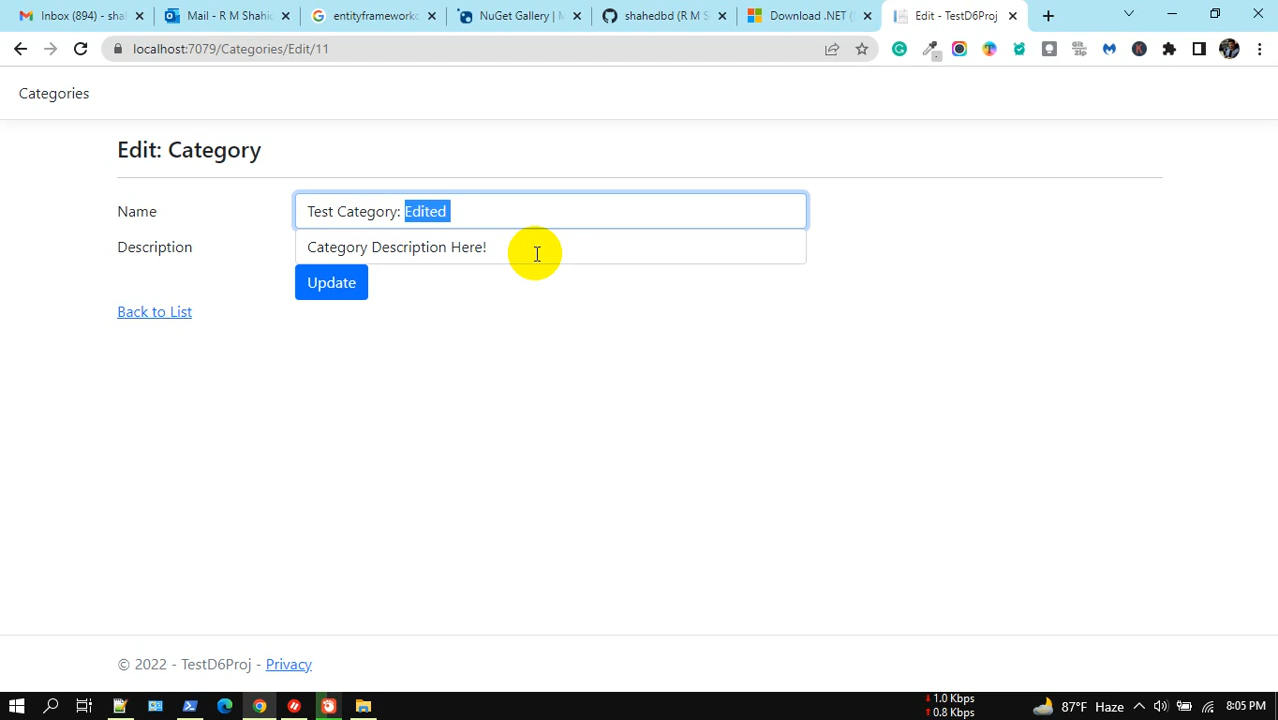 Inbox (894) - sha
Mail - R M Shahid
entityframework
NuGet Gallery |
shahedbd (R M S
Download .NET (
Edit - TestD6Proj
localhost:7079/Categories/Edit/11
Categories
Edit: Category
Name
Test Category: Edited
Description
Category Description Here!
Update
Back to List
© 2022 - TestD6Proj - Privacy
1.0 Kbps
0.8 Kbps
87°F Haze
8:05 PM